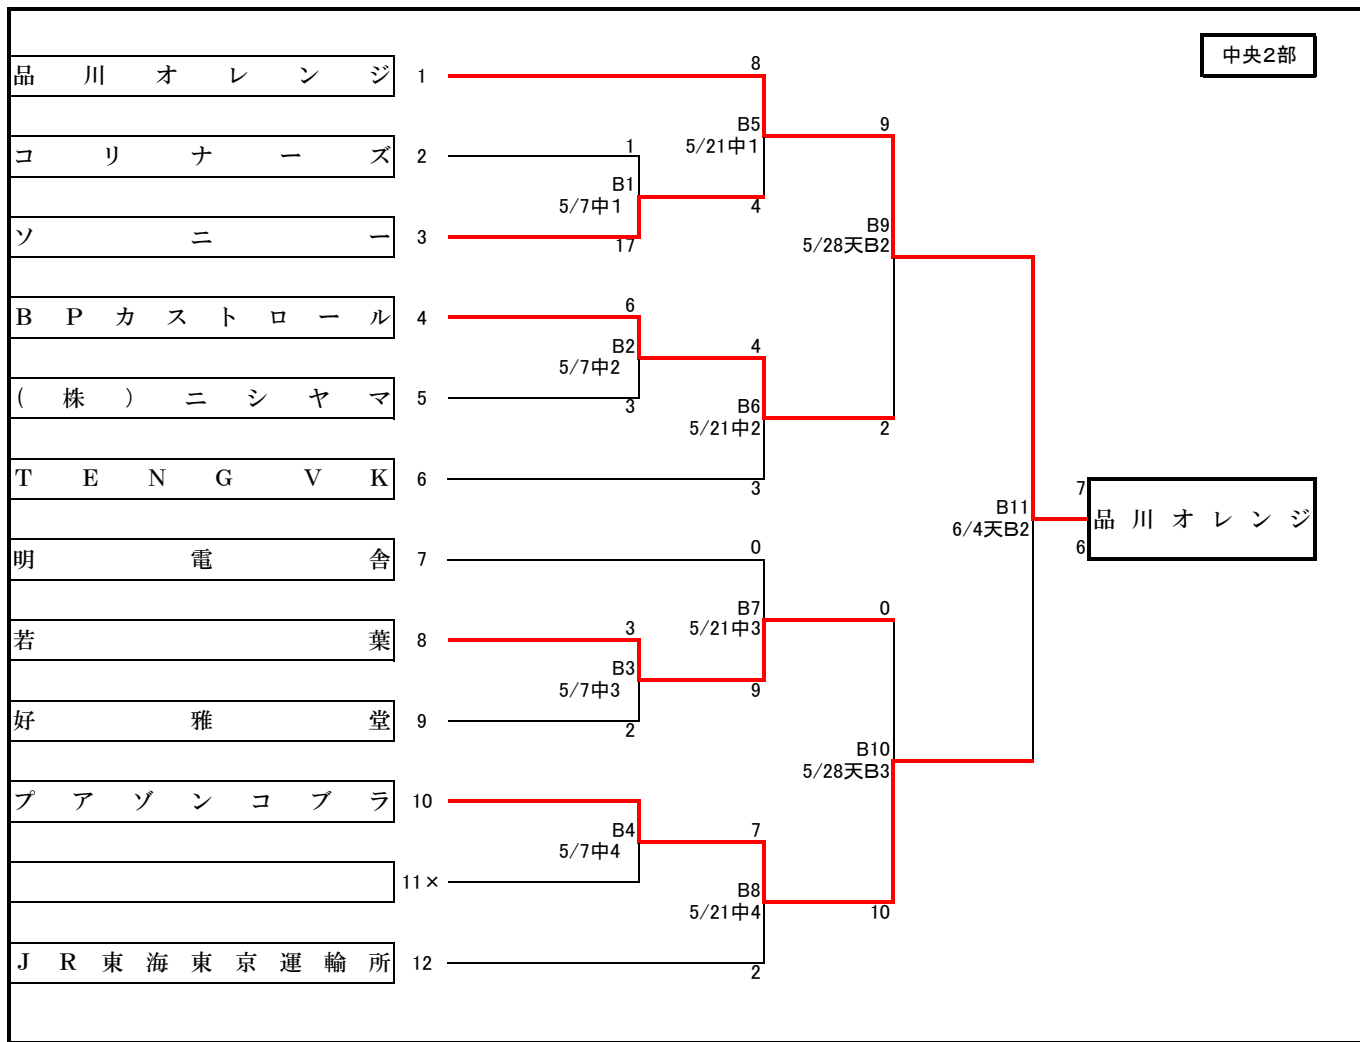 中央2部
品川オレンジ 1
8
B5
5/21中1
9
コリナーズ 2
1
B1
5/7中1
4
ソニー 3
17
B9
5/28天B2
BPカストロール 4
6
B2
5/7中2
4
(株)ニシヤマ 5
3
B6
5/21中2
2
TENG VK 6
3
B11
6/4天B2
7
品川オレンジ
6
明電舎 7
0
B7
5/21中3
0
若葉 8
3
B3
5/7中3
9
好雅堂 9
2
B10
5/28天B3
プアゾンコブラ 10
B4
5/7中4
7
11×
B8
5/21中4
10
JR東海東京運輸所 12
2